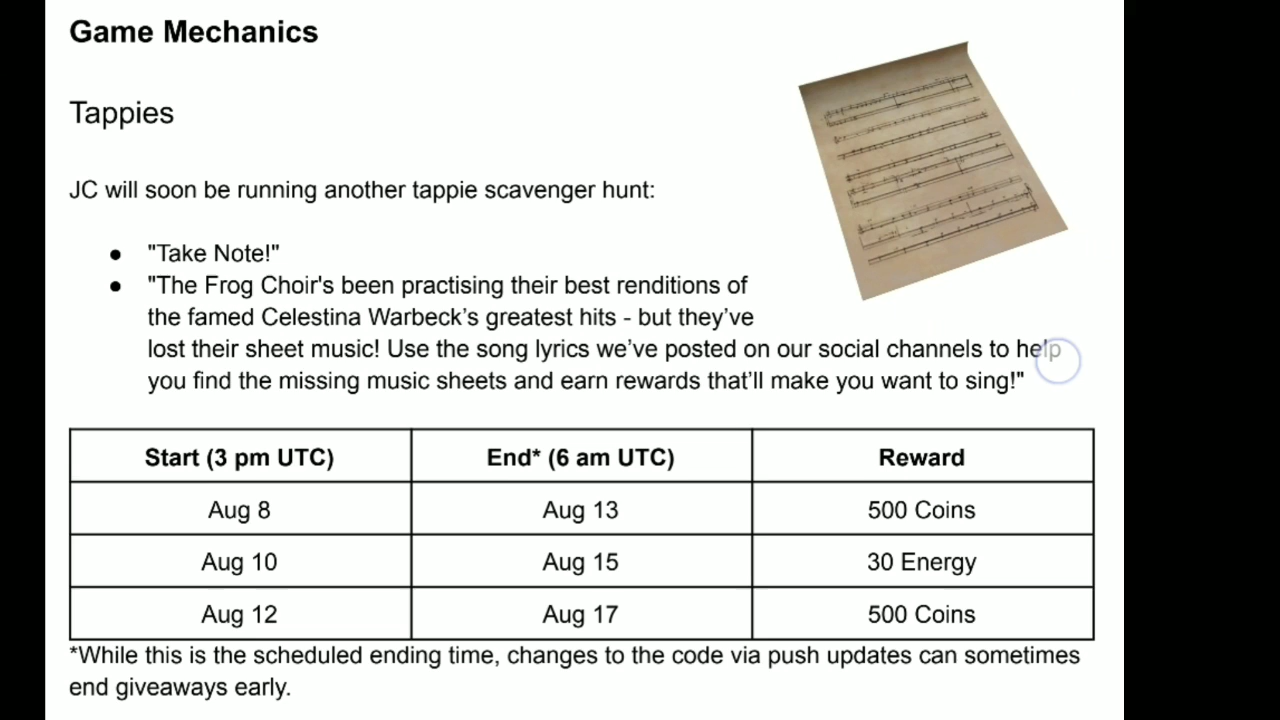 Game Mechanics
Tappies
JC will soon be running another tappie scavenger hunt:
● "Take Note!"
● "The Frog Choir's been practising their best renditions of
the famed Celestina Warbeck’s greatest hits - but they’ve
lost their sheet music! Use the song lyrics we’ve posted on our social channels to help
you find the missing music sheets and earn rewards that’ll make you want to sing!"
Start (3 pm UTC) End* (6 am UTC) Reward
Aug 8 Aug 13 500 Coins
Aug 10 Aug 15 30 Energy
Aug 12 Aug 17 500 Coins
*While this is the scheduled ending time, changes to the code via push updates can sometimes
end giveaways early.